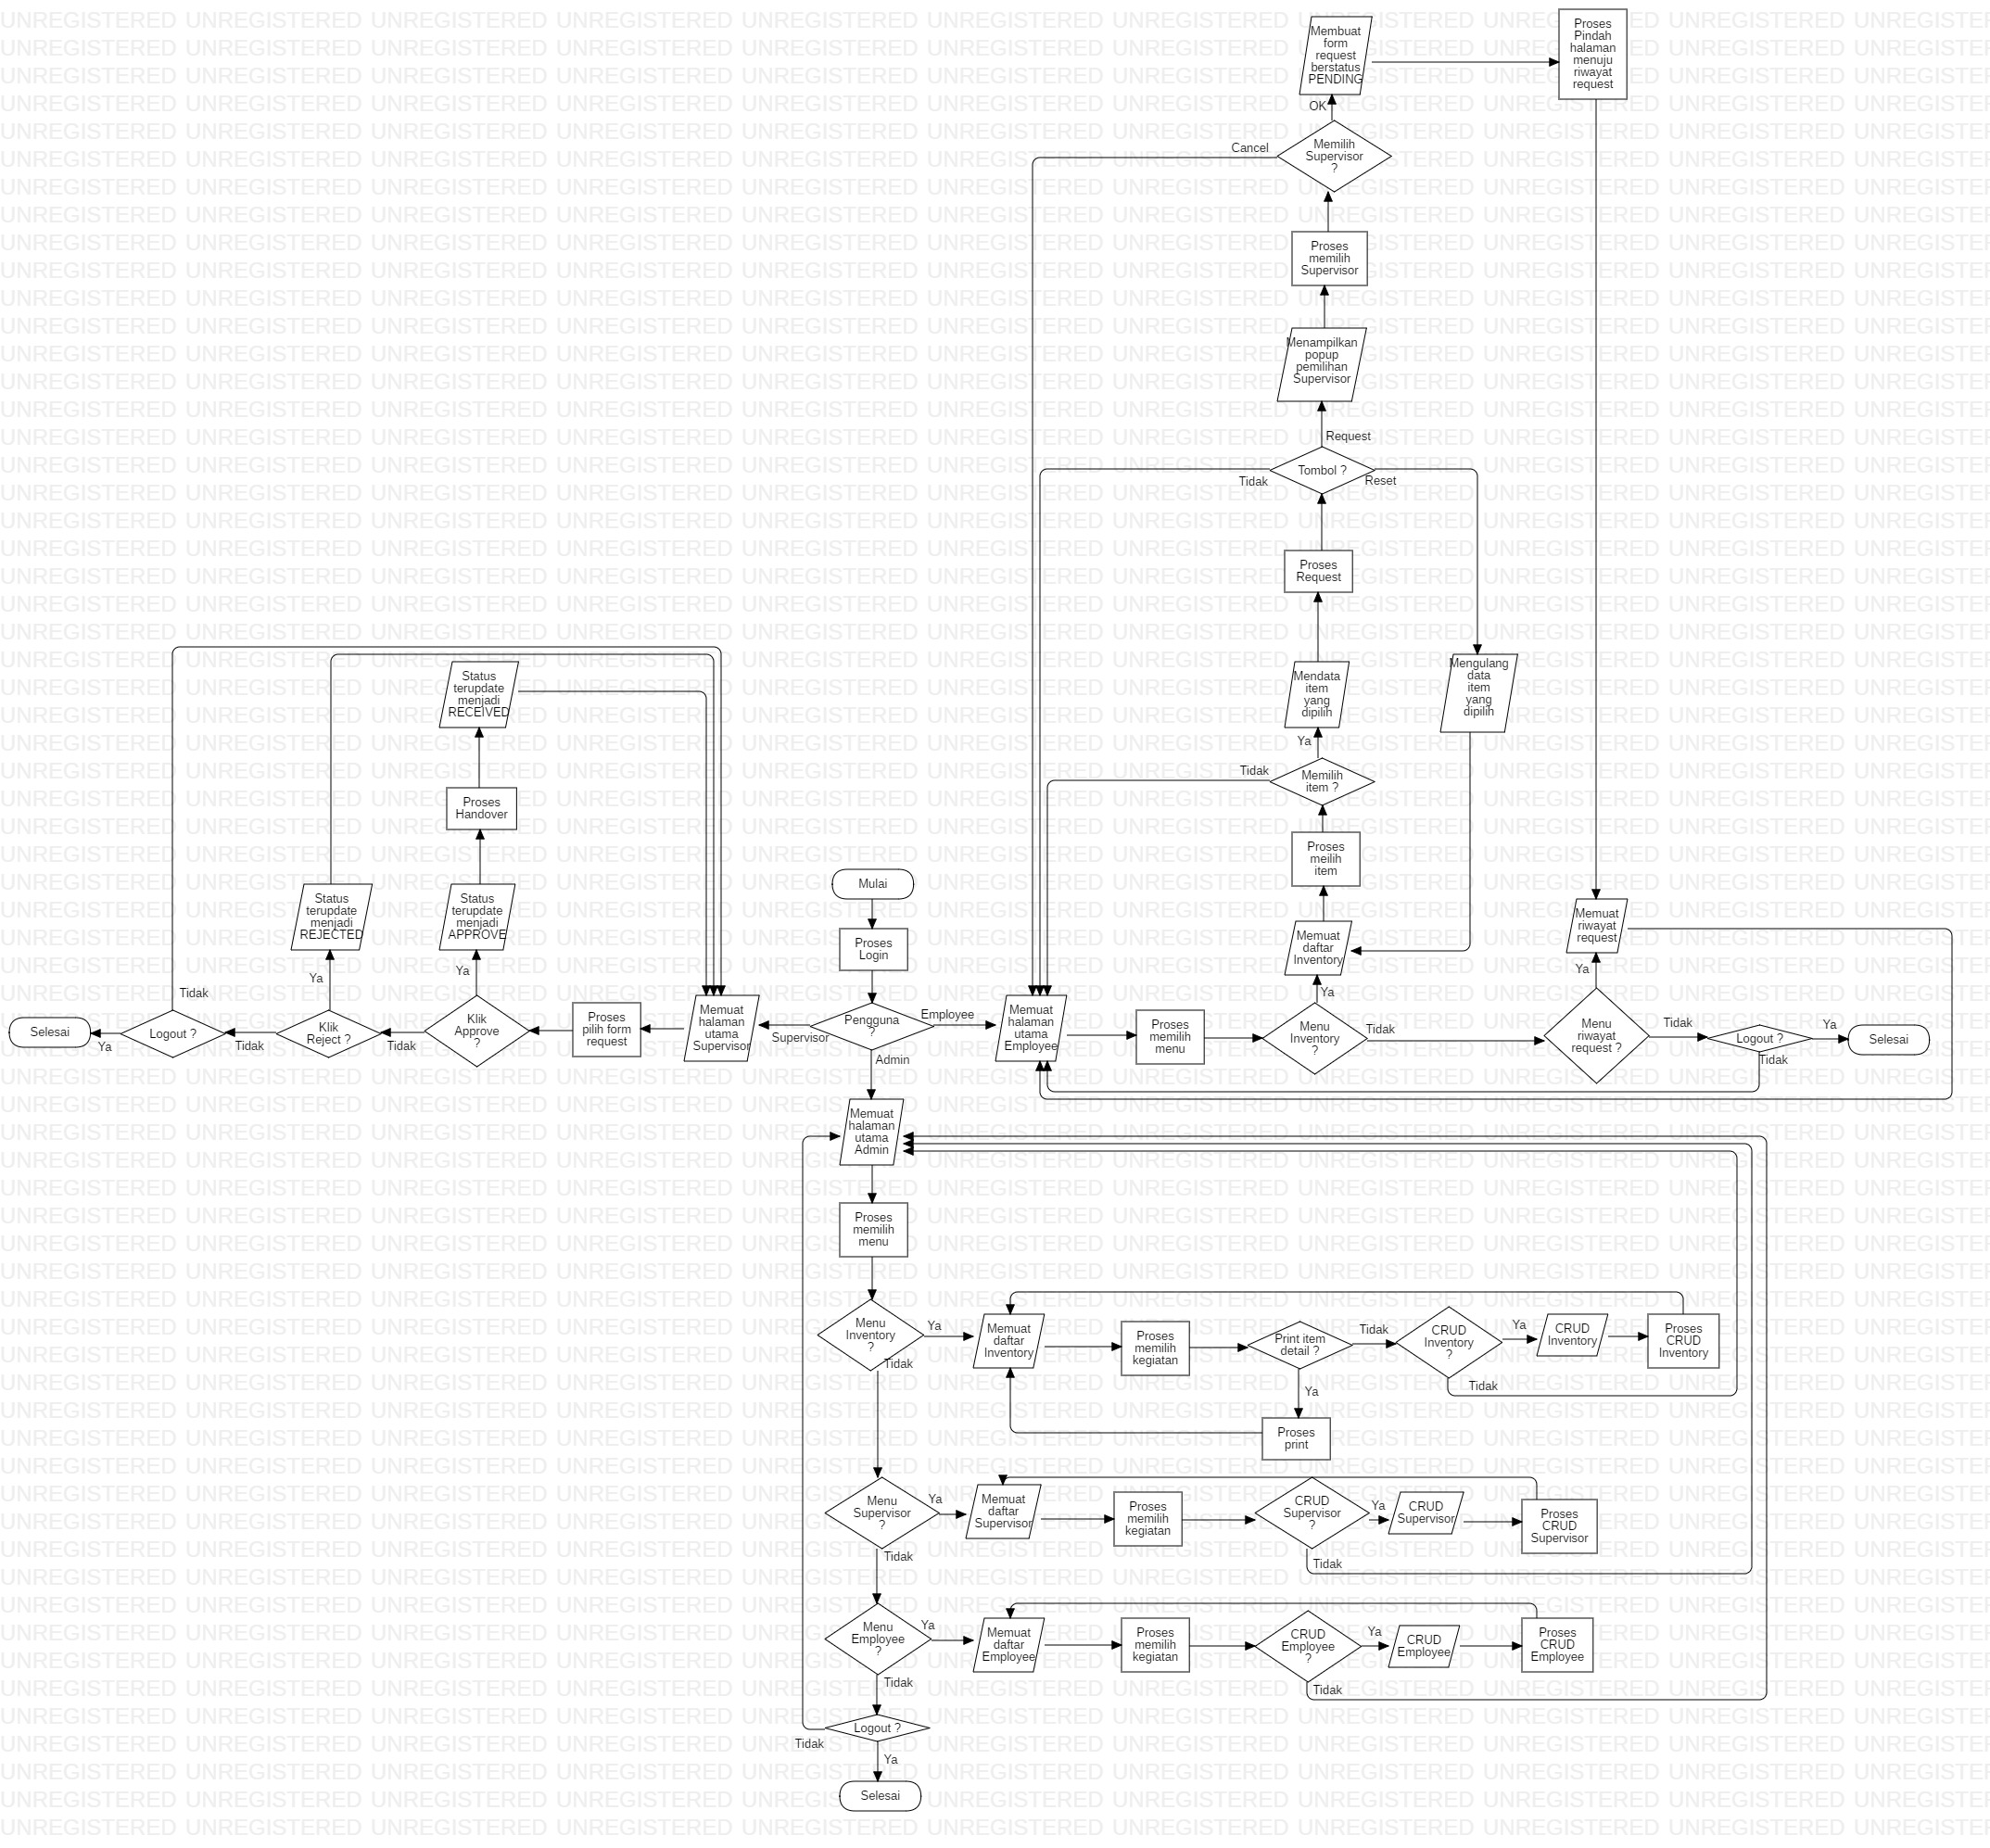 Membuat
form
request
berstatus
PENDING
Proses
Pindah
halaman
menuju
riwayat
request
OK
Memilih
Supervisor
?
Cancel
Proses
memilih
Supervisor
Menampilkan
popup
pemilihan
Supervisor
Request
Tombol ?
Tidak
Reset
Proses
Request
Mendata
item
yang
dipilih
Mengulang
data
item
yang
dipilih
Ya
Memilih
item ?
Tidak
Proses
meilih
item
Memuat
daftar
Inventory
Ya
Memuat
riwayat
request
Ya
Status
terupdate
menjadi
RECEIVED
Proses
Handover
Status
terupdate
menjadi
REJECTED
Status
terupdate
menjadi
APPROVE
Ya
Ya
Tidak
Selesai
Ya
Logout ?
Tidak
Klik
Reject ?
Tidak
Klik
Approve
?
Proses
pilih form
request
Memuat
halaman
utama
Supervisor
Mulai
Proses
Login
Pengguna
?
Supervisor
Employee
Admin
Memuat
halaman
utama
Employee
Proses
memilih
menu
Menu
Inventory
?
Tidak
Menu
riwayat
request ?
Tidak
Logout ?
Ya
Selesai
Tidak
Memuat
halaman
utama
Admin
Proses
memilih
menu
Menu
Inventory
?
Ya
Tidak
Memuat
daftar
Inventory
Proses
memilih
kegiatan
Print item
detail ?
Tidak
CRUD
Inventory
?
Ya
CRUD
Inventory
Proses
CRUD
Inventory
Tidak
Ya
Proses
print
Menu
Supervisor
?
Ya
Tidak
Memuat
daftar
Supervisor
Proses
memilih
kegiatan
CRUD
Supervisor
?
Ya
CRUD
Supervisor
Proses
CRUD
Supervisor
Tidak
Menu
Employee
?
Ya
Tidak
Memuat
daftar
Employee
Proses
memilih
kegiatan
CRUD
Employee
?
Ya
CRUD
Employee
Proses
CRUD
Employee
Tidak
Logout ?
Tidak
Ya
Selesai
UNREGISTERED